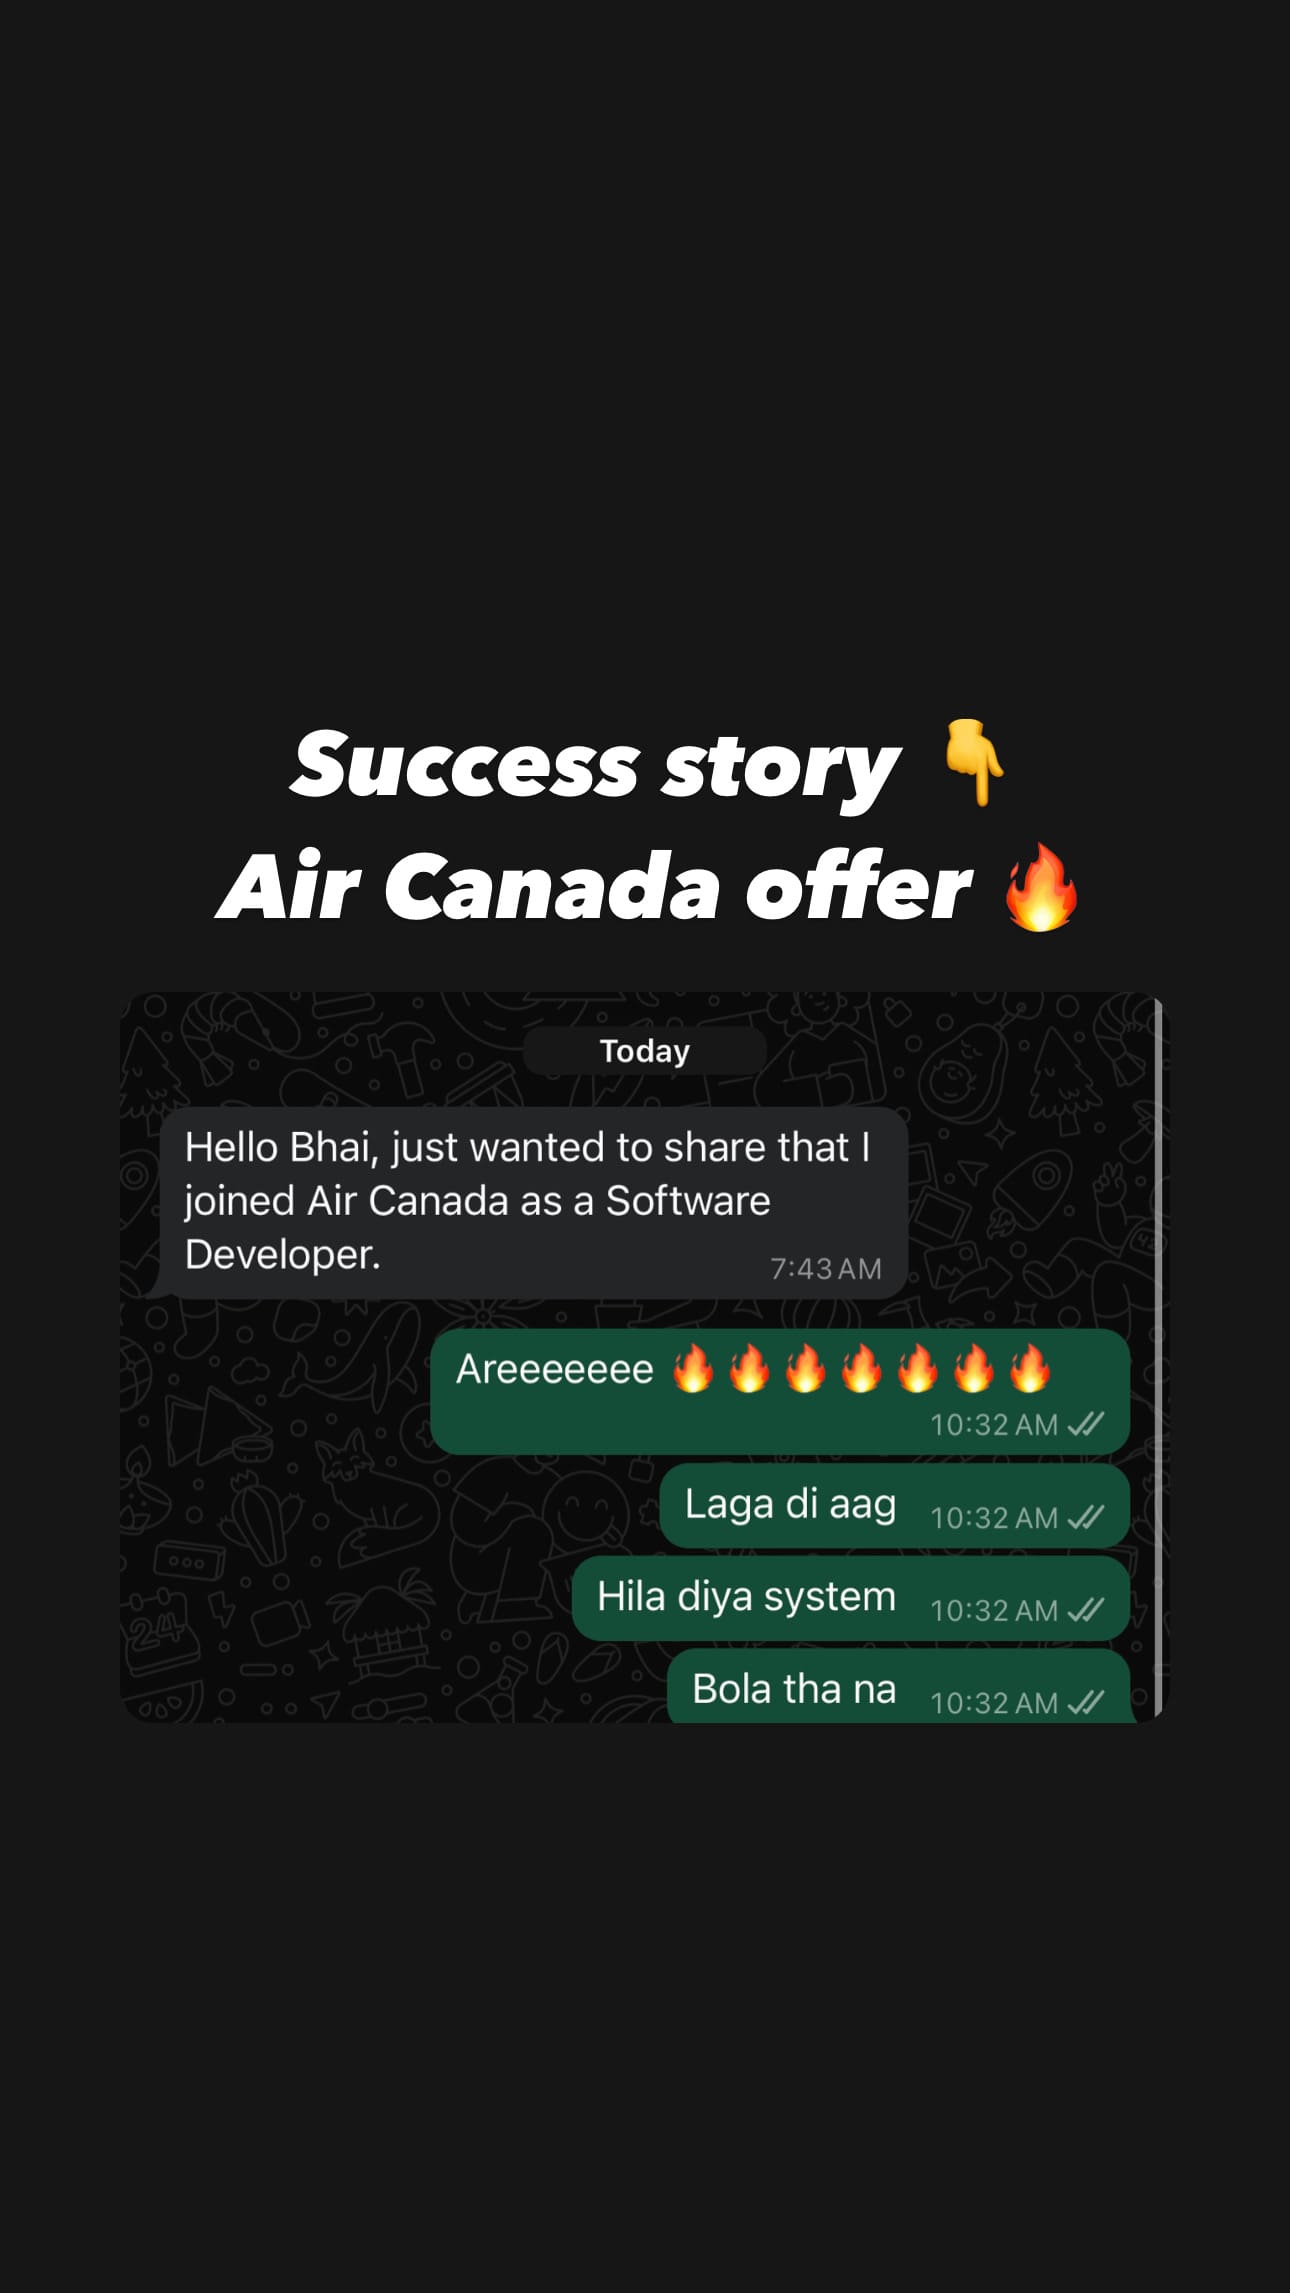 Success story 👇
Air Canada offer 🔥
Today
Hello Bhai, just wanted to share that I
joined Air Canada as a Software
Developer.
7:43 AM
Areeeeeee 🔥🔥🔥🔥🔥🔥🔥
10:32 AM
Laga di aag 10:32 AM
Hila diya system 10:32 AM
Bola tha na 10:32 AM